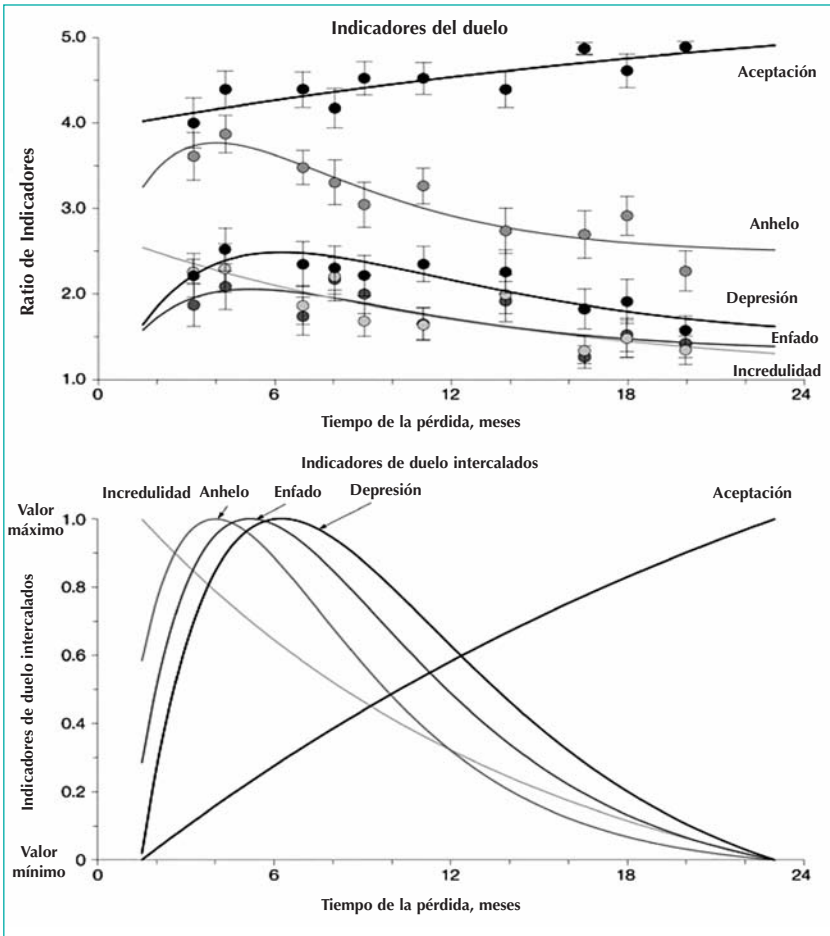 Indicadores del duelo
5.0
4.0
3.0
2.0
1.0
Ratio de Indicadores
Aceptación
Anhelo
Depresión
Enfado
Incredulidad
0 6 12 18 24
Tiempo de la pérdida, meses
Indicadores de duelo intercalados
Incredulidad Anhelo Enfado Depresión Aceptación
Valor
máximo
1.0
0.8
0.6
0.4
0.2
0
Valor
mínimo
Indicadores de duelo intercalados
0 6 12 18 24
Tiempo de la pérdida, meses